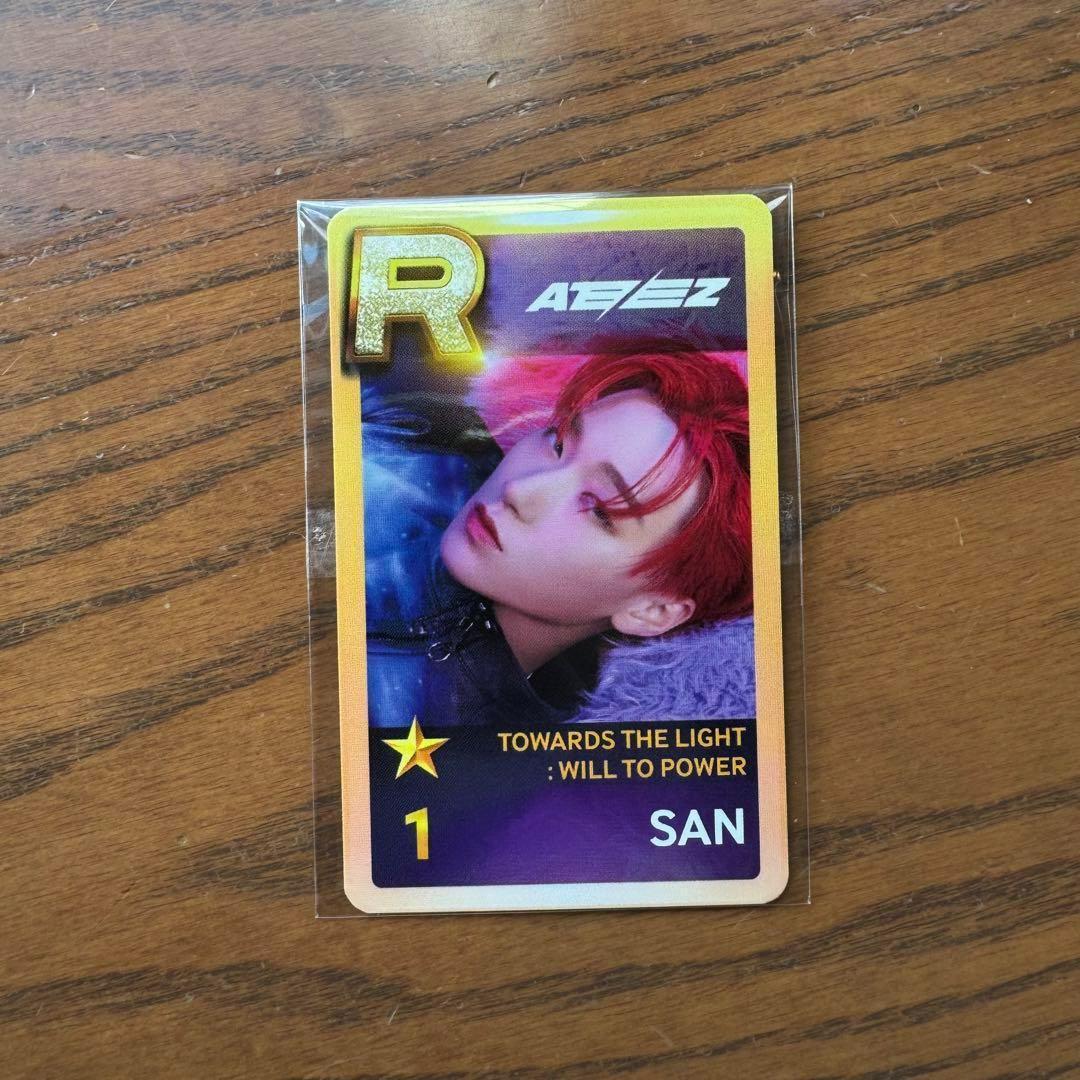 R
ATEEZ
TOWARDS THE LIGHT
: WILL TO POWER
1
SAN